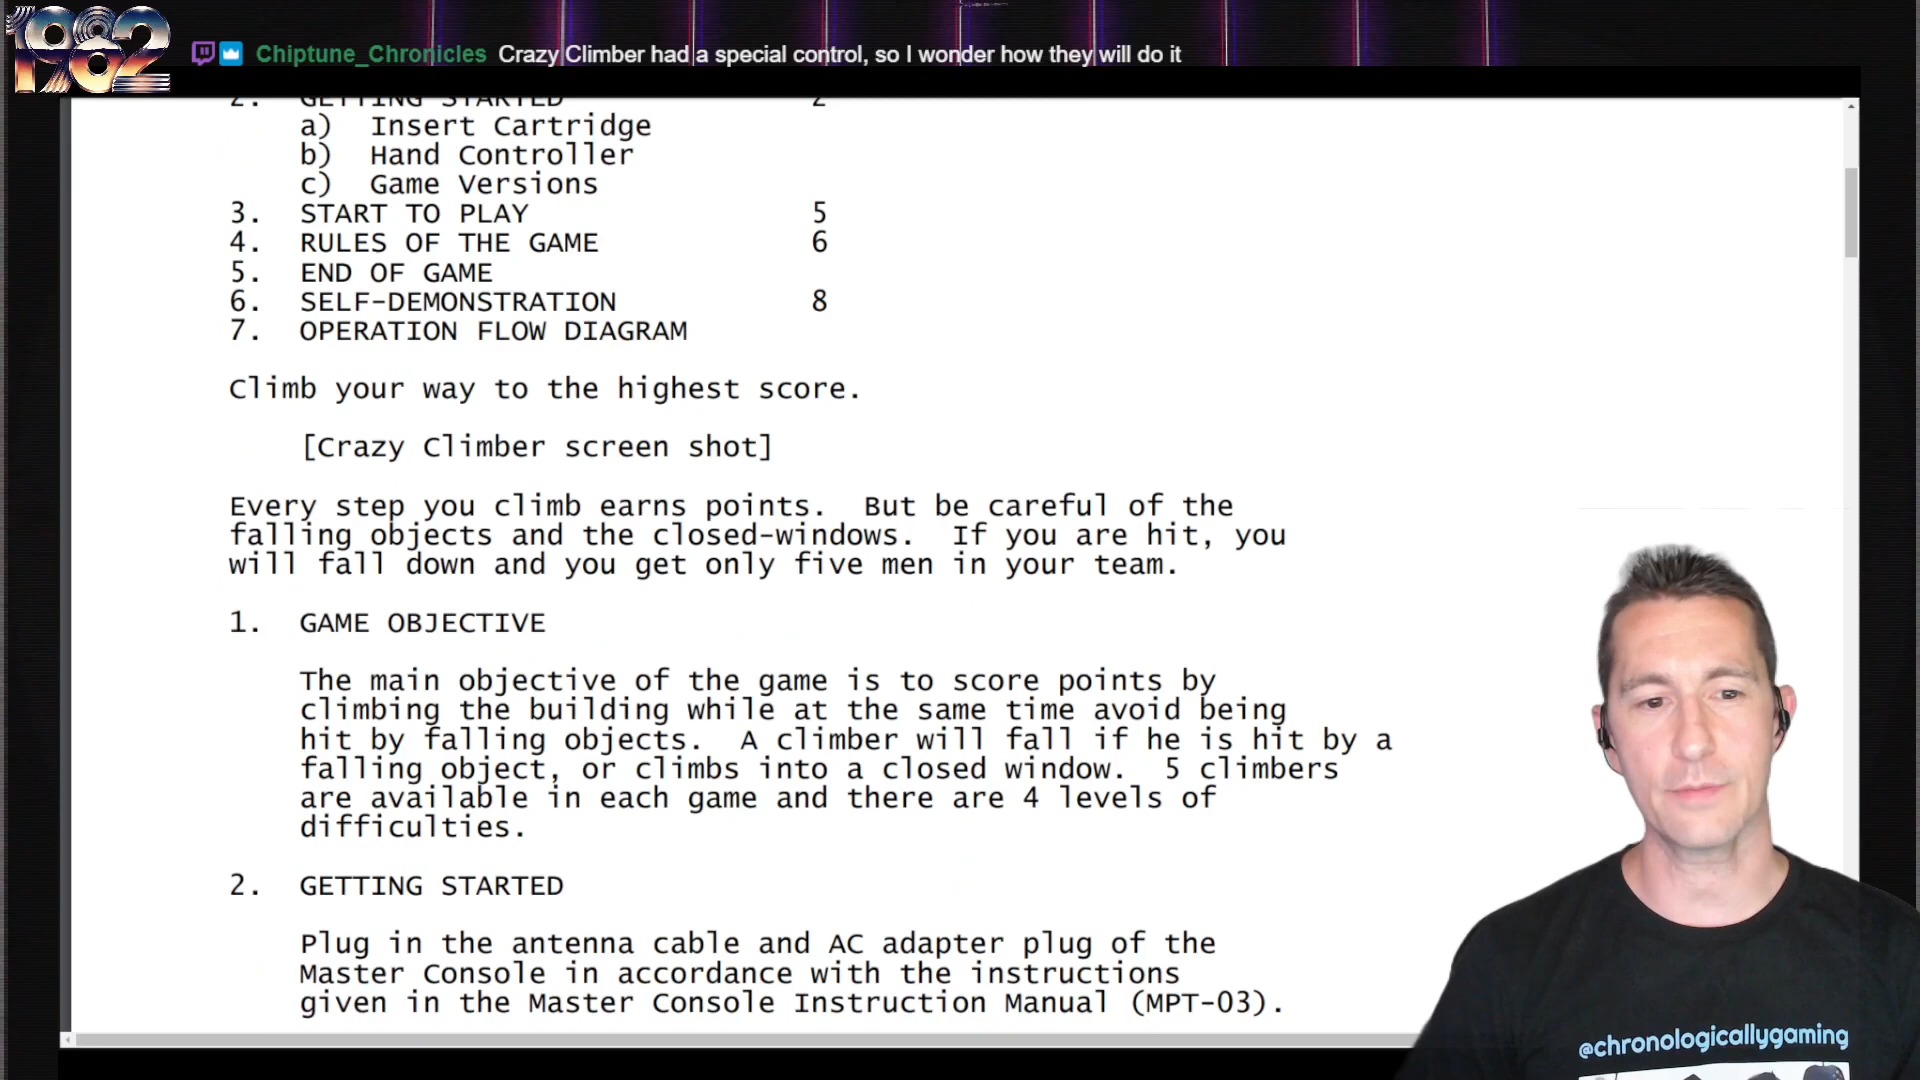 1982
Chiptune_Chronicles Crazy Climber had a special control, so I wonder how they will do it
2. GETTING STARTED 2
a) Insert Cartridge
b) Hand Controller
c) Game Versions
3. START TO PLAY 5
4. RULES OF THE GAME 6
5. END OF GAME
6. SELF-DEMONSTRATION 8
7. OPERATION FLOW DIAGRAM
Climb your way to the highest score.
[Crazy Climber screen shot]
Every step you climb earns points. But be careful of the
falling objects and the closed-windows. If you are hit, you
will fall down and you get only five men in your team.
1. GAME OBJECTIVE
The main objective of the game is to score points by
climbing the building while at the same time avoid being
hit by falling objects. A climber will fall if he is hit by a
falling object, or climbs into a closed window. 5 climbers
are available in each game and there are 4 levels of
difficulties.
2. GETTING STARTED
Plug in the antenna cable and AC adapter plug of the
Master Console in accordance with the instructions
given in the Master Console Instruction Manual (MPT-03).
@chronologicallygaming